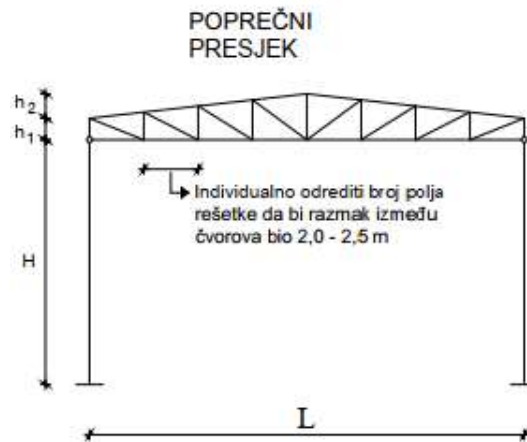 POPREČNI
PRESJEK
h2
h1
Individualno odrediti broj polja
rešetke da bi razmak između
čvorova bio 2,0 - 2,5 m
H
L